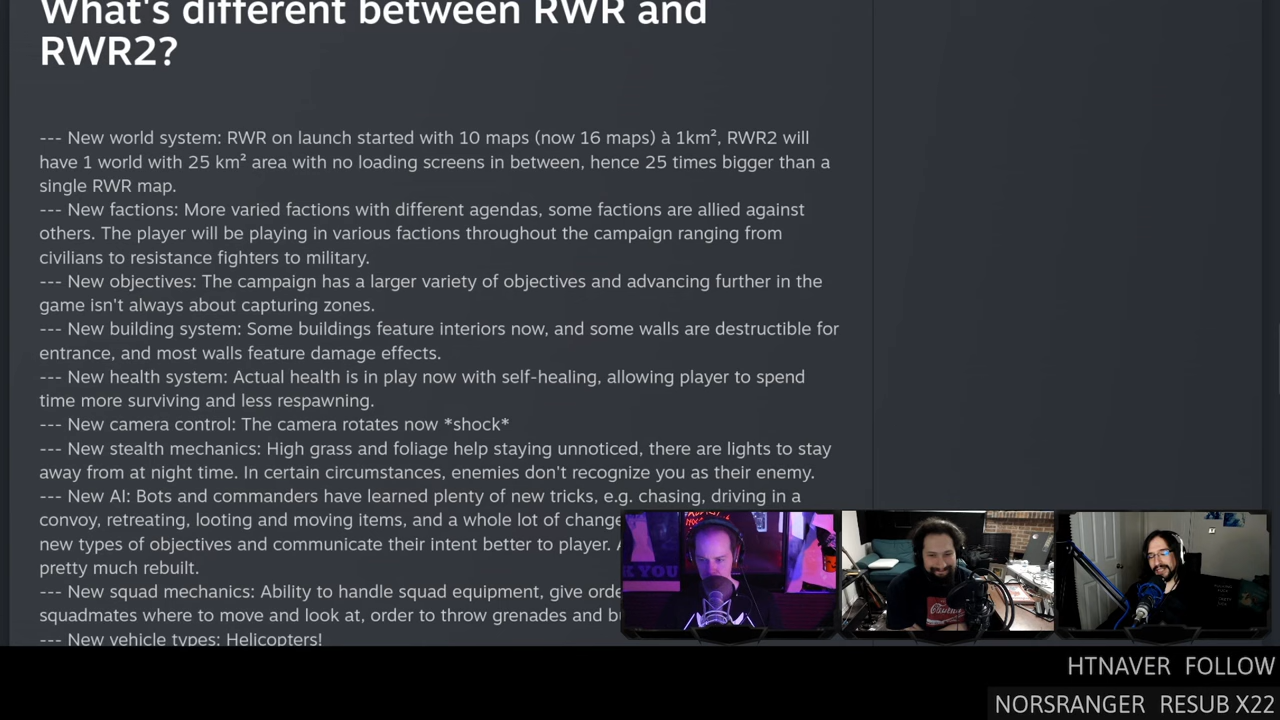 What's different between RWR and
RWR2?
--- New world system: RWR on launch started with 10 maps (now 16 maps) à 1km², RWR2 will
have 1 world with 25 km² area with no loading screens in between, hence 25 times bigger than a
single RWR map.
--- New factions: More varied factions with different agendas, some factions are allied against
others. The player will be playing in various factions throughout the campaign ranging from
civilians to resistance fighters to military.
--- New objectives: The campaign has a larger variety of objectives and advancing further in the
game isn't always about capturing zones.
--- New building system: Some buildings feature interiors now, and some walls are destructible for
entrance, and most walls feature damage effects.
--- New health system: Actual health is in play now with self-healing, allowing player to spend
time more surviving and less respawning.
--- New camera control: The camera rotates now *shock*
--- New stealth mechanics: High grass and foliage help staying unnoticed, there are lights to stay
away from at night time. In certain circumstances, enemies don't recognize you as their enemy.
--- New AI: Bots and commanders have learned plenty of new tricks, e.g. chasing, driving in a
convoy, retreating, looting and moving items, and a whole lot of change
new types of objectives and communicate their intent better to player.
pretty much rebuilt.
--- New squad mechanics: Ability to handle squad equipment, give orde
squadmates where to move and look at, order to throw grenades and b
--- New vehicle types: Helicopters!
K YOU
HTNAVER FOLLOW
NORSRANGER RESUB X22